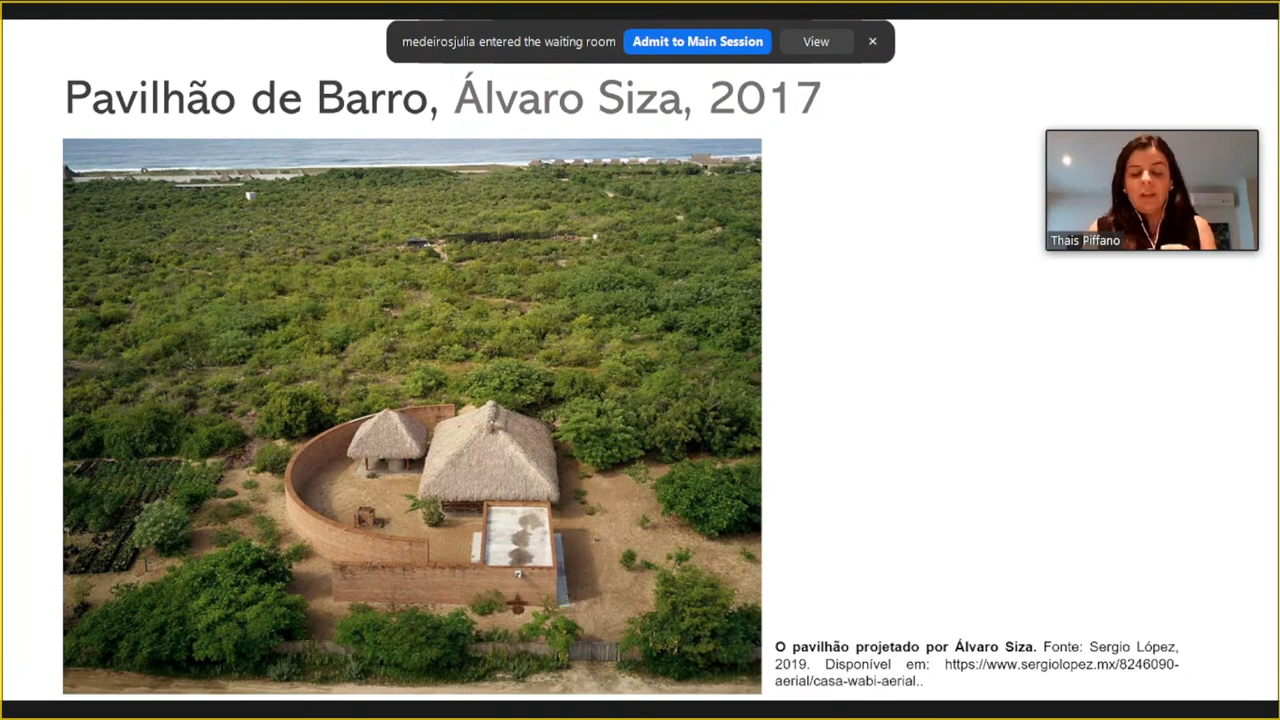 medeirosjulia entered the waiting room Admit to Main Session View ×
Pavilhão de Barro, Álvaro Siza, 2017
Thais Piffano
O pavilhão projetado por Álvaro Siza. Fonte: Sergio López,
2019. Disponível em: https://www.sergiolopez.mx/8246090-
aerial/casa-wabi-aerial..